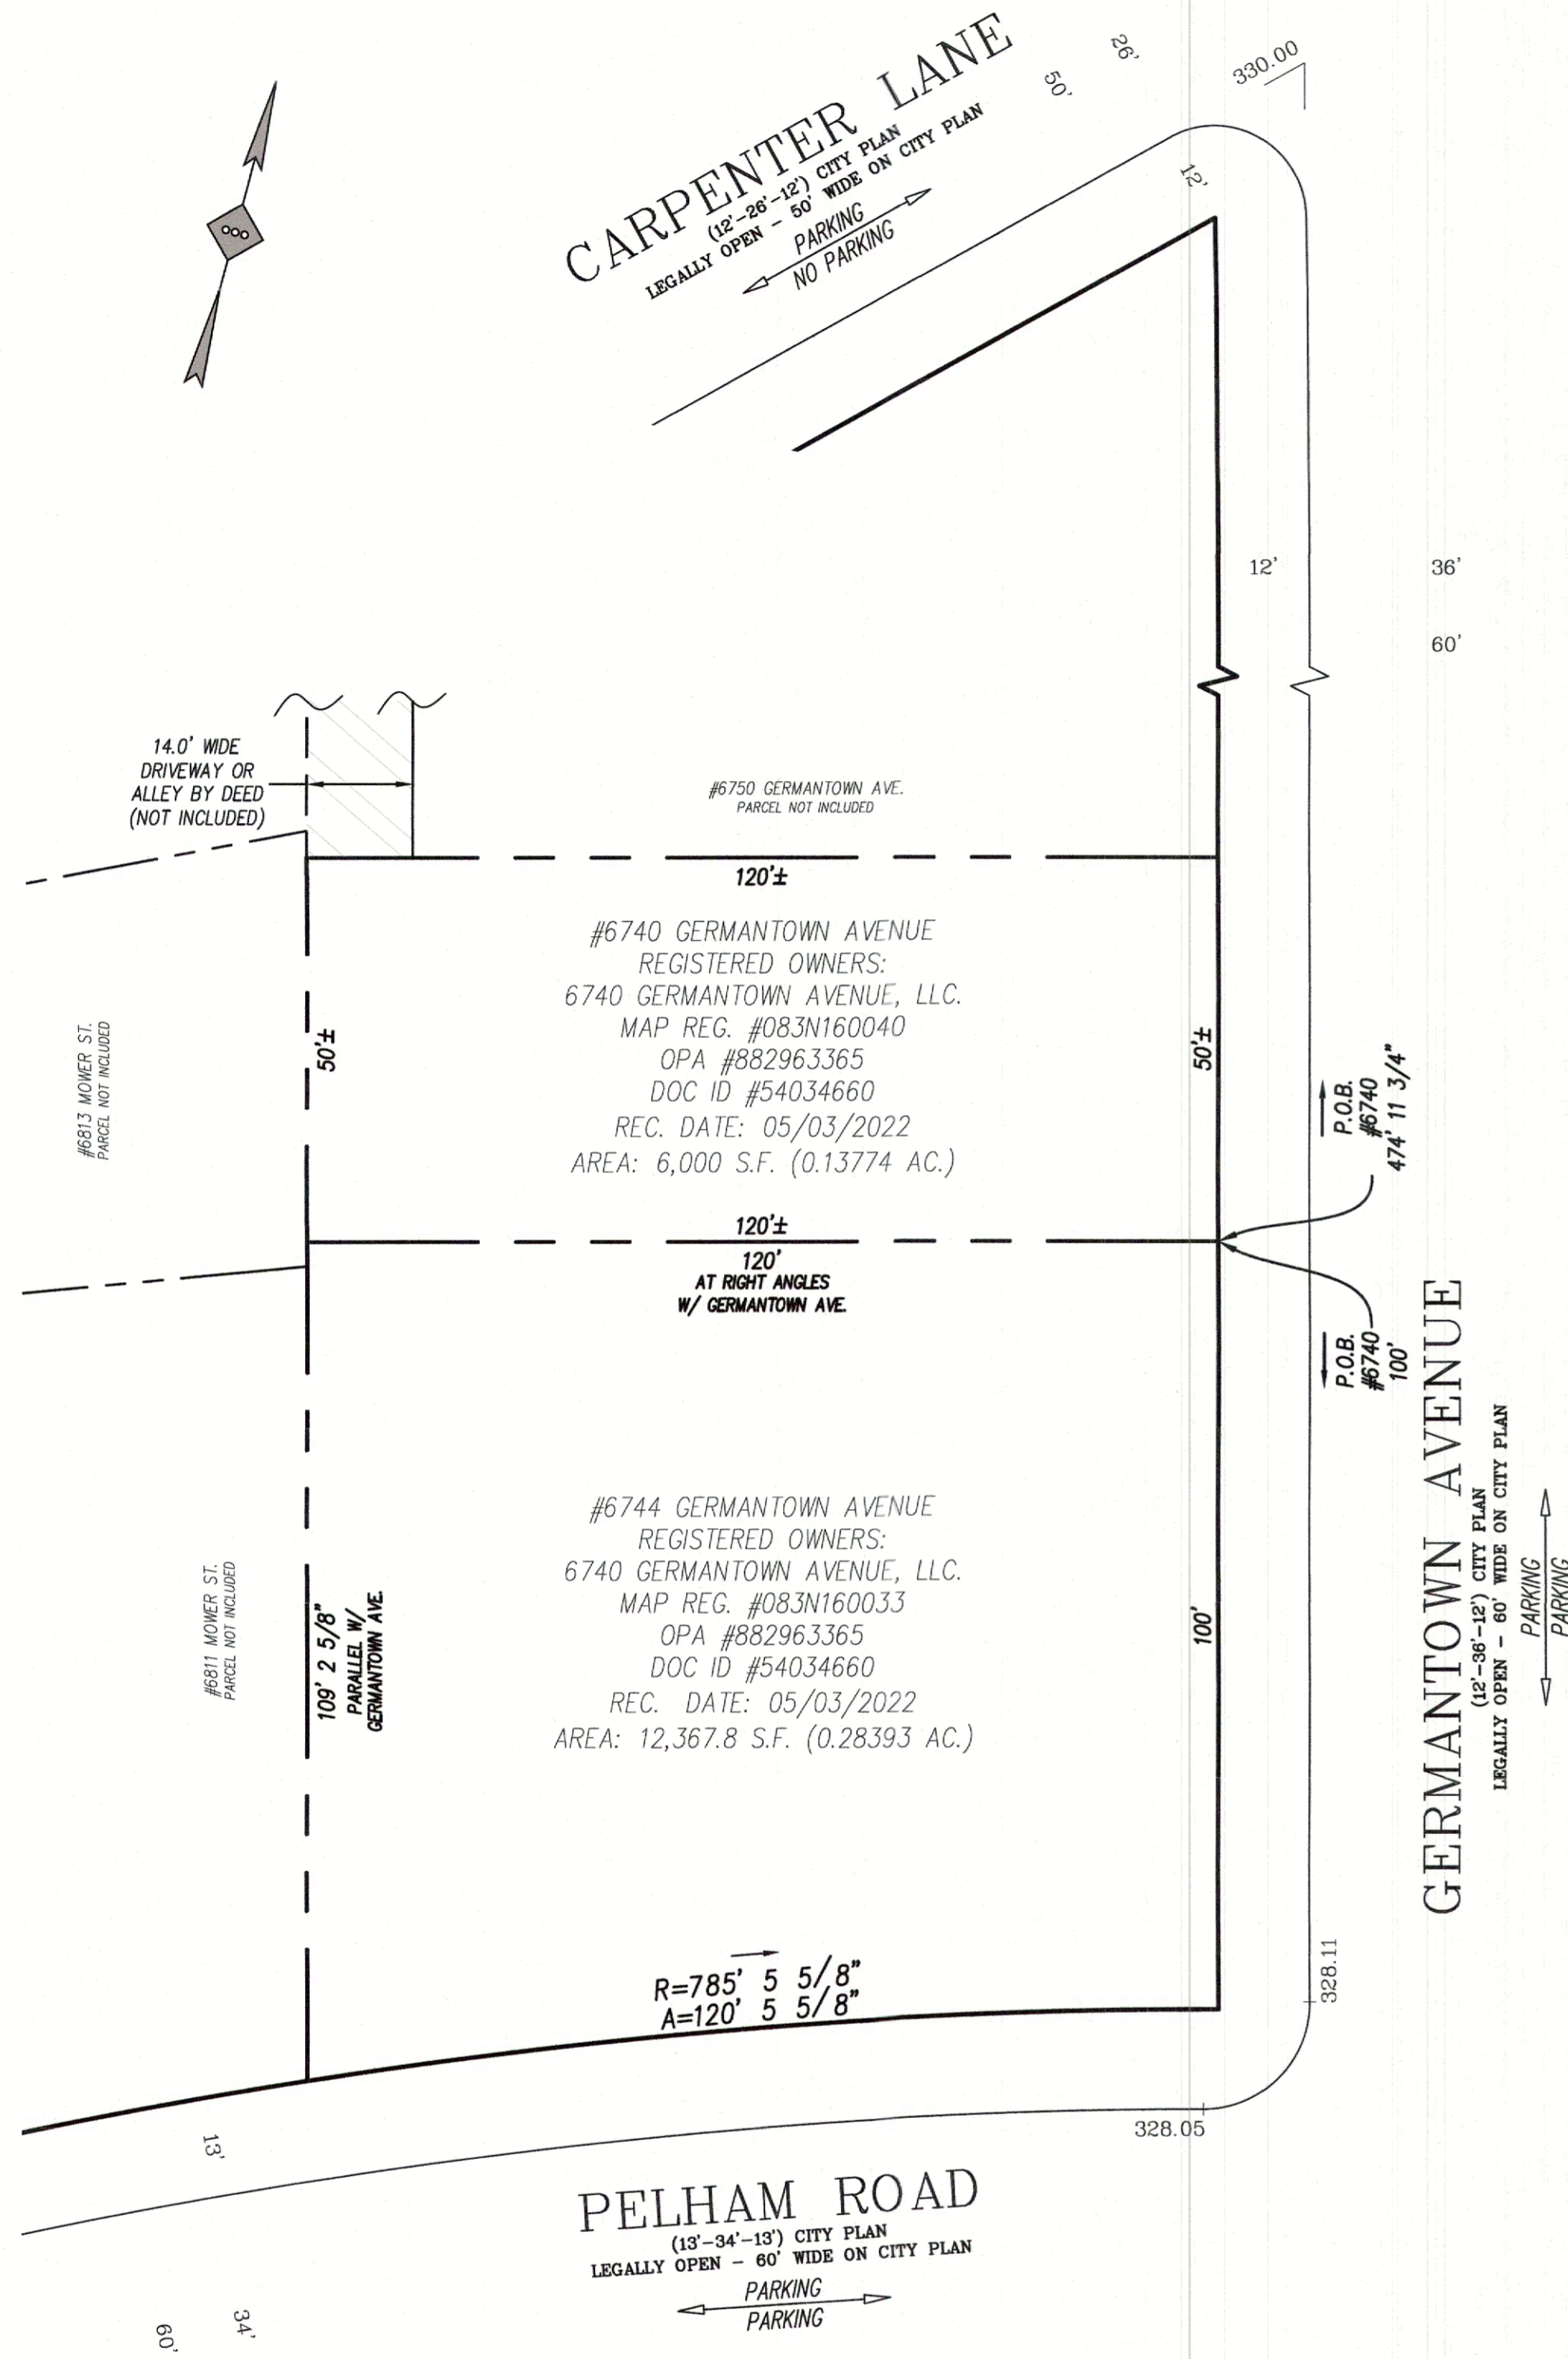 CARPENTER LANE
(12'-26'-12') CITY PLAN
LEGALLY OPEN - 50' WIDE ON CITY PLAN
PARKING
NO PARKING
50'
26'
330.00
12'
12'
36'
60'
14.0' WIDE
DRIVEWAY OR
ALLEY BY DEED
(NOT INCLUDED)
#6750 GERMANTOWN AVE.
PARCEL NOT INCLUDED
120'±
#6740 GERMANTOWN AVENUE
REGISTERED OWNERS:
6740 GERMANTOWN AVENUE, LLC.
MAP REG. #083N160040
OPA #882963365
DOC ID #54034660
REC. DATE: 05/03/2022
AREA: 6,000 S.F. (0.13774 AC.)
#6813 MOWER ST.
PARCEL NOT INCLUDED
50'±
50'±
P.O.B.
#6740
474' 11 3/4"
120'±
120'
AT RIGHT ANGLES
W/ GERMANTOWN AVE.
P.O.B.
#6740
100'
#6744 GERMANTOWN AVENUE
REGISTERED OWNERS:
6740 GERMANTOWN AVENUE, LLC.
MAP REG. #083N160033
OPA #882963365
DOC ID #54034660
REC. DATE: 05/03/2022
AREA: 12,367.8 S.F. (0.28393 AC.)
#6811 MOWER ST.
PARCEL NOT INCLUDED
109' 2 5/8"
PARALLEL W/
GERMANTOWN AVE.
100'
GERMANTOWN AVENUE
(12'-36'-12') CITY PLAN
LEGALLY OPEN - 60' WIDE ON CITY PLAN
PARKING
PARKING
R=785' 5 5/8"
A=120' 5 5/8"
328.11
328.05
13'
PELHAM ROAD
(13'-34'-13') CITY PLAN
LEGALLY OPEN - 60' WIDE ON CITY PLAN
PARKING
PARKING
34'
60'